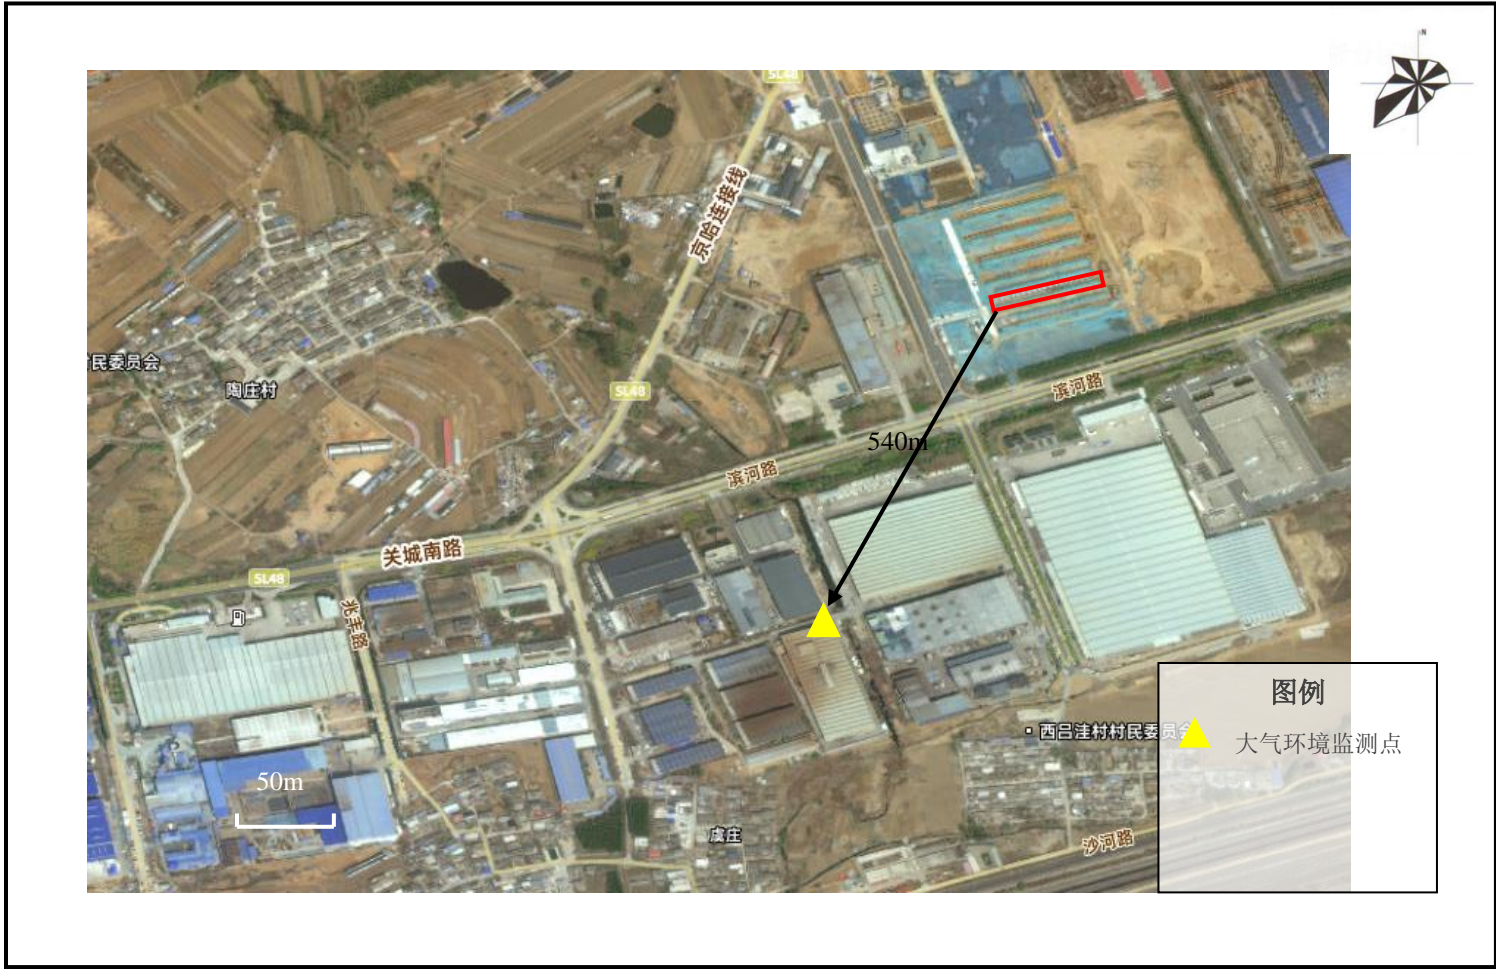 N
SL48
京哈连接线
民委员会
陶庄村
SL48
滨河路
540m
滨河路
关城南路
SL48
兆丰路
图例
西吕洼村村民委员会
大气环境监测点
50m
虞庄
沙河路